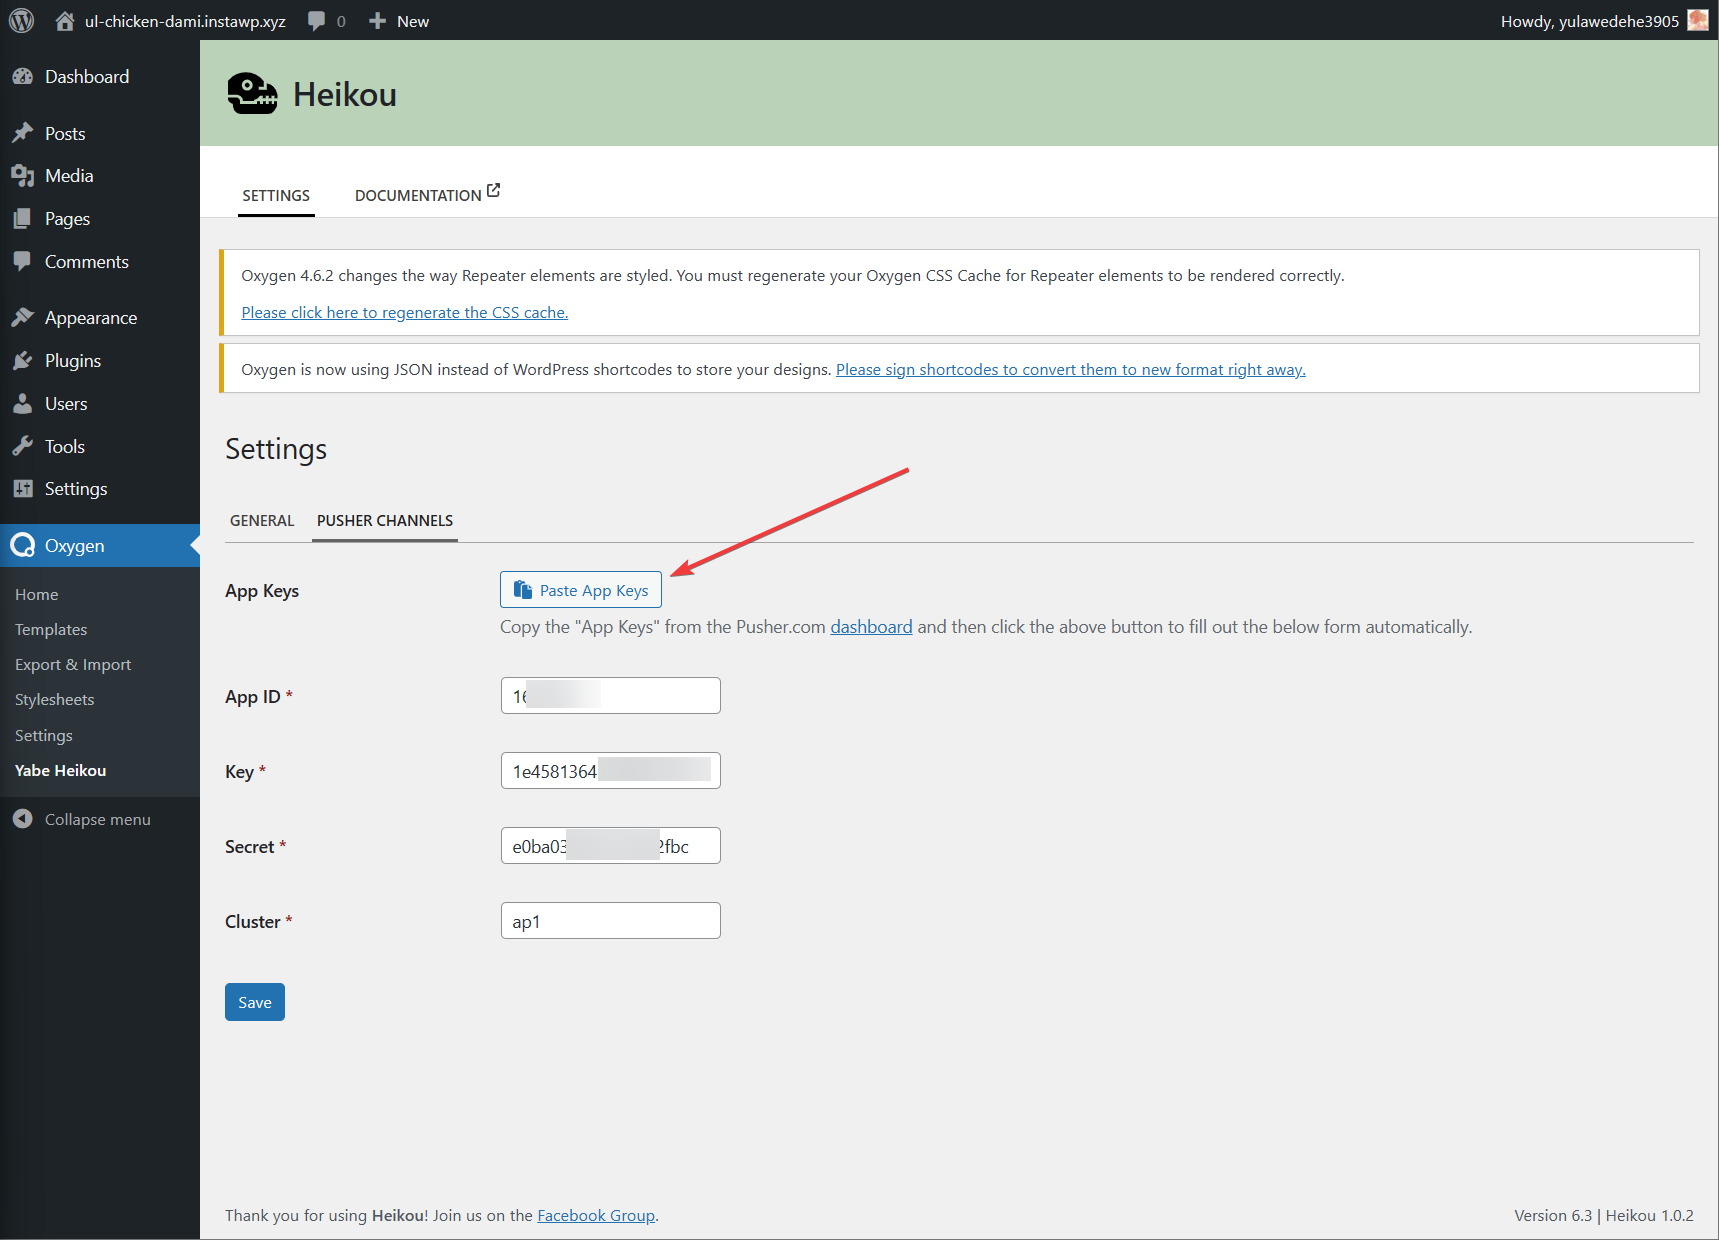 ul-chicken-dami.instawp.xyz 0 New Howdy, yulawedehe3905
Dashboard
Posts
Media
Pages
Comments
Appearance
Plugins
Users
Tools
Settings
Oxygen
Home
Templates
Export & Import
Stylesheets
Settings
Yabe Heikou
Collapse menu
Heikou
SETTINGS DOCUMENTATION
Oxygen 4.6.2 changes the way Repeater elements are styled. You must regenerate your Oxygen CSS Cache for Repeater elements to be rendered correctly.
Please click here to regenerate the CSS cache.
Oxygen is now using JSON instead of WordPress shortcodes to store your designs. Please sign shortcodes to convert them to new format right away.
Settings
GENERAL PUSHER CHANNELS
App Keys Paste App Keys
Copy the "App Keys" from the Pusher.com dashboard and then click the above button to fill out the below form automatically.
App ID *
Key * 1e4581364
Secret * e0ba03 2fbc
Cluster * ap1
Save
Thank you for using Heikou! Join us on the Facebook Group. Version 6.3 | Heikou 1.0.2